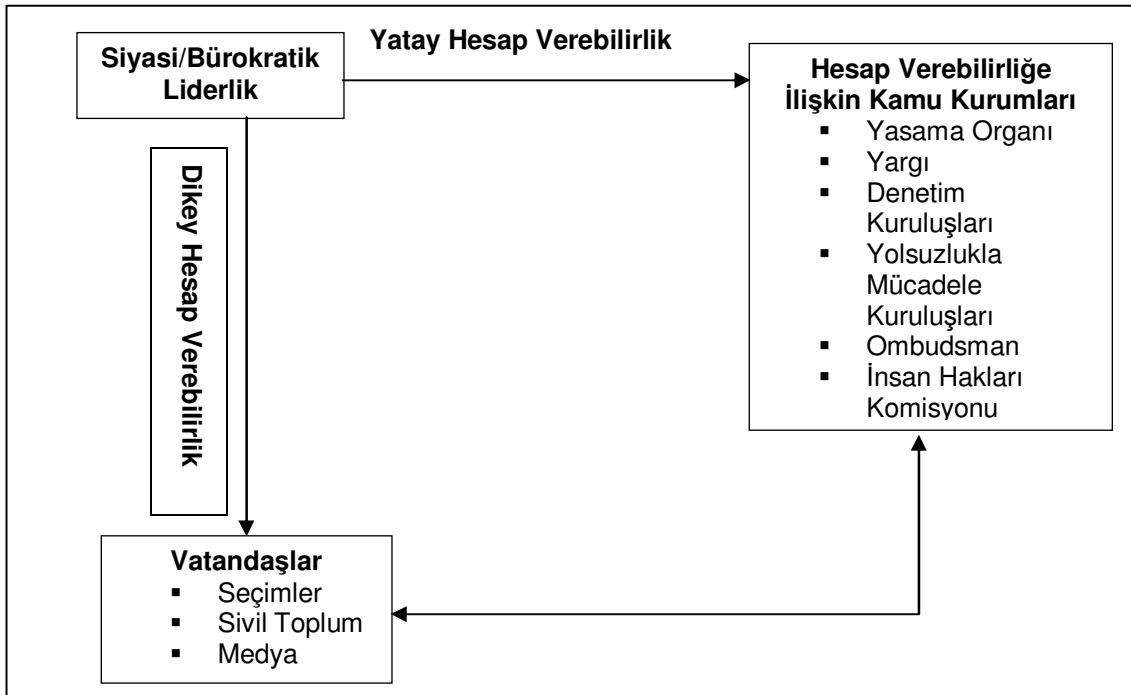 Siyasi/Bürokratik
Liderlik
Yatay Hesap Verebilirlik
Hesap Verebilirliğe
İlişkin Kamu Kurumları
▪ Yasama Organı
▪ Yargı
▪ Denetim
Kuruluşları
▪ Yolsuzlukla
Mücadele
Kuruluşları
▪ Ombudsman
▪ İnsan Hakları
Komisyonu
Dikey Hesap Verebilirlik
Vatandaşlar
▪ Seçimler
▪ Sivil Toplum
▪ Medya